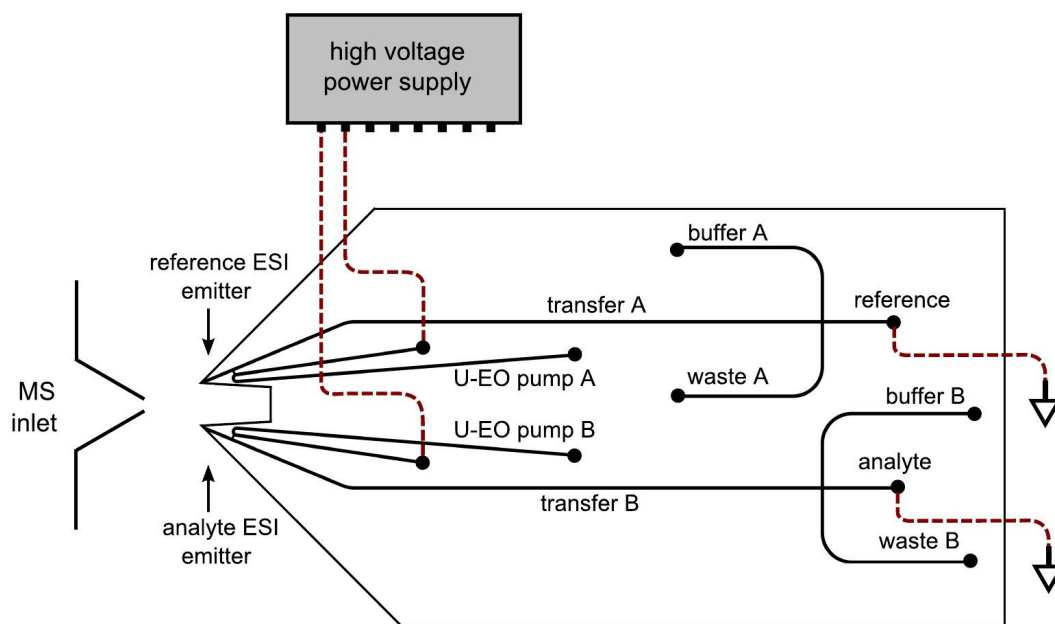 high voltage
power supply
buffer A
reference ESI
emitter
transfer A
reference
U-EO pump A
waste A
MS
inlet
buffer B
U-EO pump B
analyte
transfer B
analyte ESI
emitter
waste B